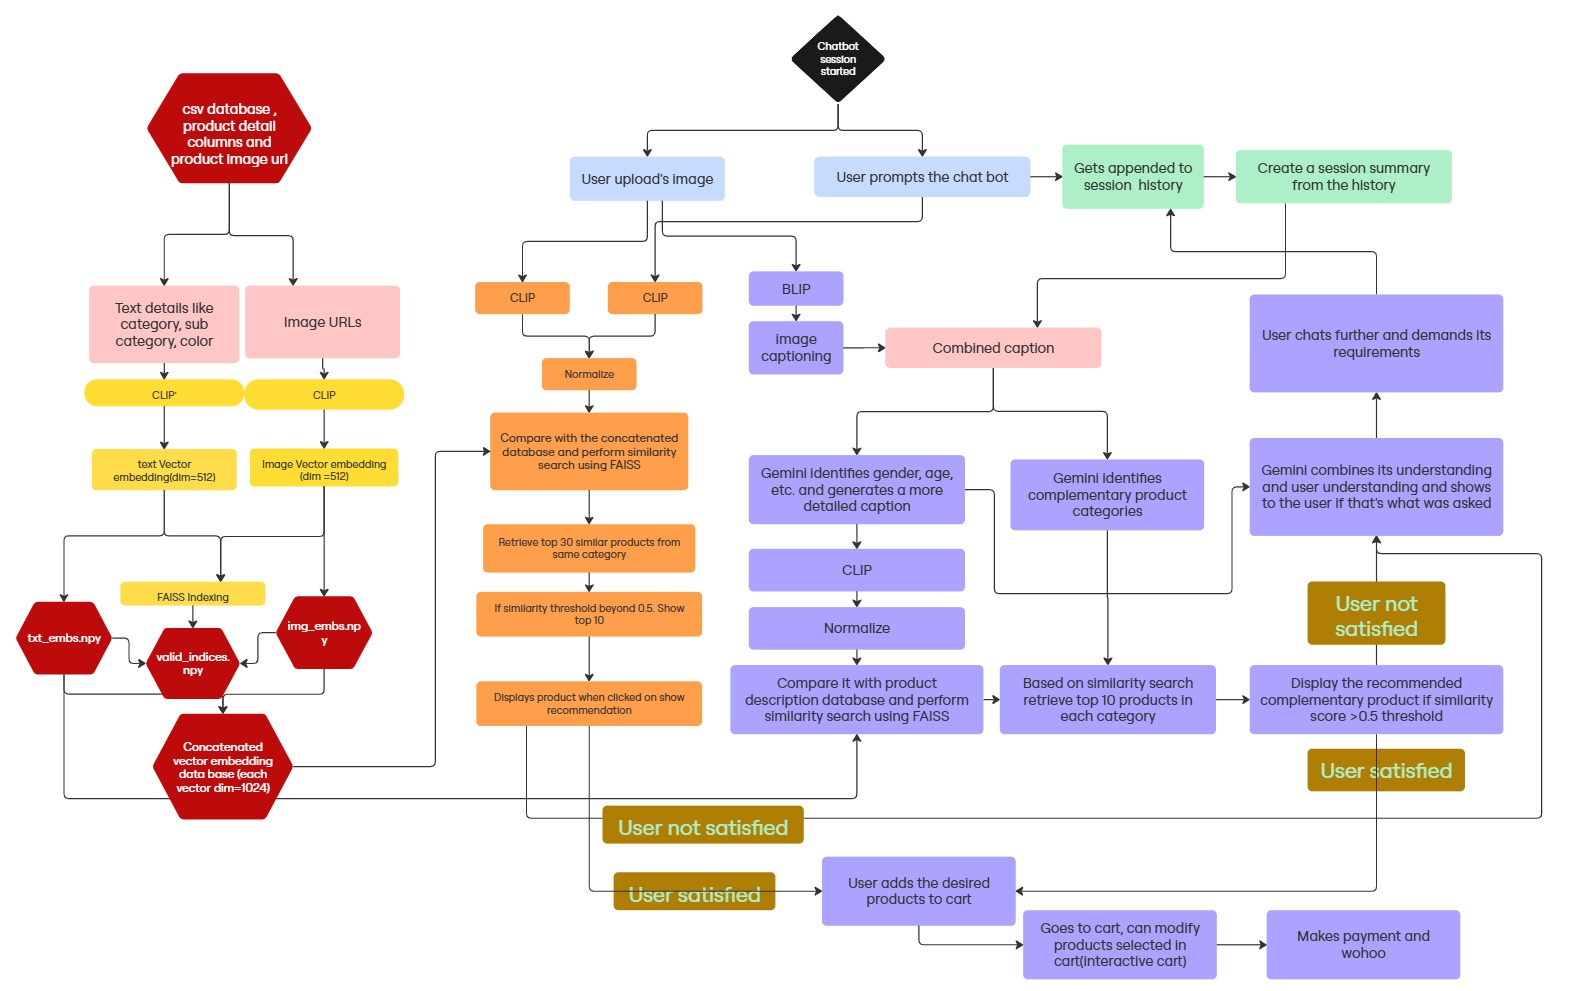 Chatbot
session
started
csv database ,
product detail
columns and
product image url
User upload's image
User prompts the chat bot
Gets appended to
session history
Create a session summary
from the history
Text details like
category, sub
category, color
Image URLs
CLIP
CLIP
BLIP
User chats further and demands its
requirements
Image
captioning
Combined caption
Normalize
CLIP'
CLIP
Compare with the concatenated
database and perform similarity
search using FAISS
text Vector
embedding(dim=512)
Image Vector embedding
(dim =512)
Gemini identifies gender, age,
etc. and generates a more
detailed caption
Gemini identifies
complementary product
categories
Gemini combines its understanding
and user understanding and shows
to the user if that's what was asked
Retrieve top 30 similar products from
same category
CLIP
FAISS Indexing
If similarity threshold beyond 0.5. Show
top 10
User not
satisfied
txt_embs.npy
img_embs.np
y
valid_indices.
npy
Normalize
Displays product when clicked on show
recommendation
Compare it with product
description database and perform
similarity search using FAISS
Based on similarity search
retrieve top 10 products in
each category
Display the recommended
complementary product if similarity
score >0.5 threshold
Concatenated
vector embedding
data base (each
vector dim=1024)
User satisfied
User not satisfied
User satisfied
User adds the desired
products to cart
Goes to cart, can modify
products selected in
cart(interactive cart)
Makes payment and
wohoo